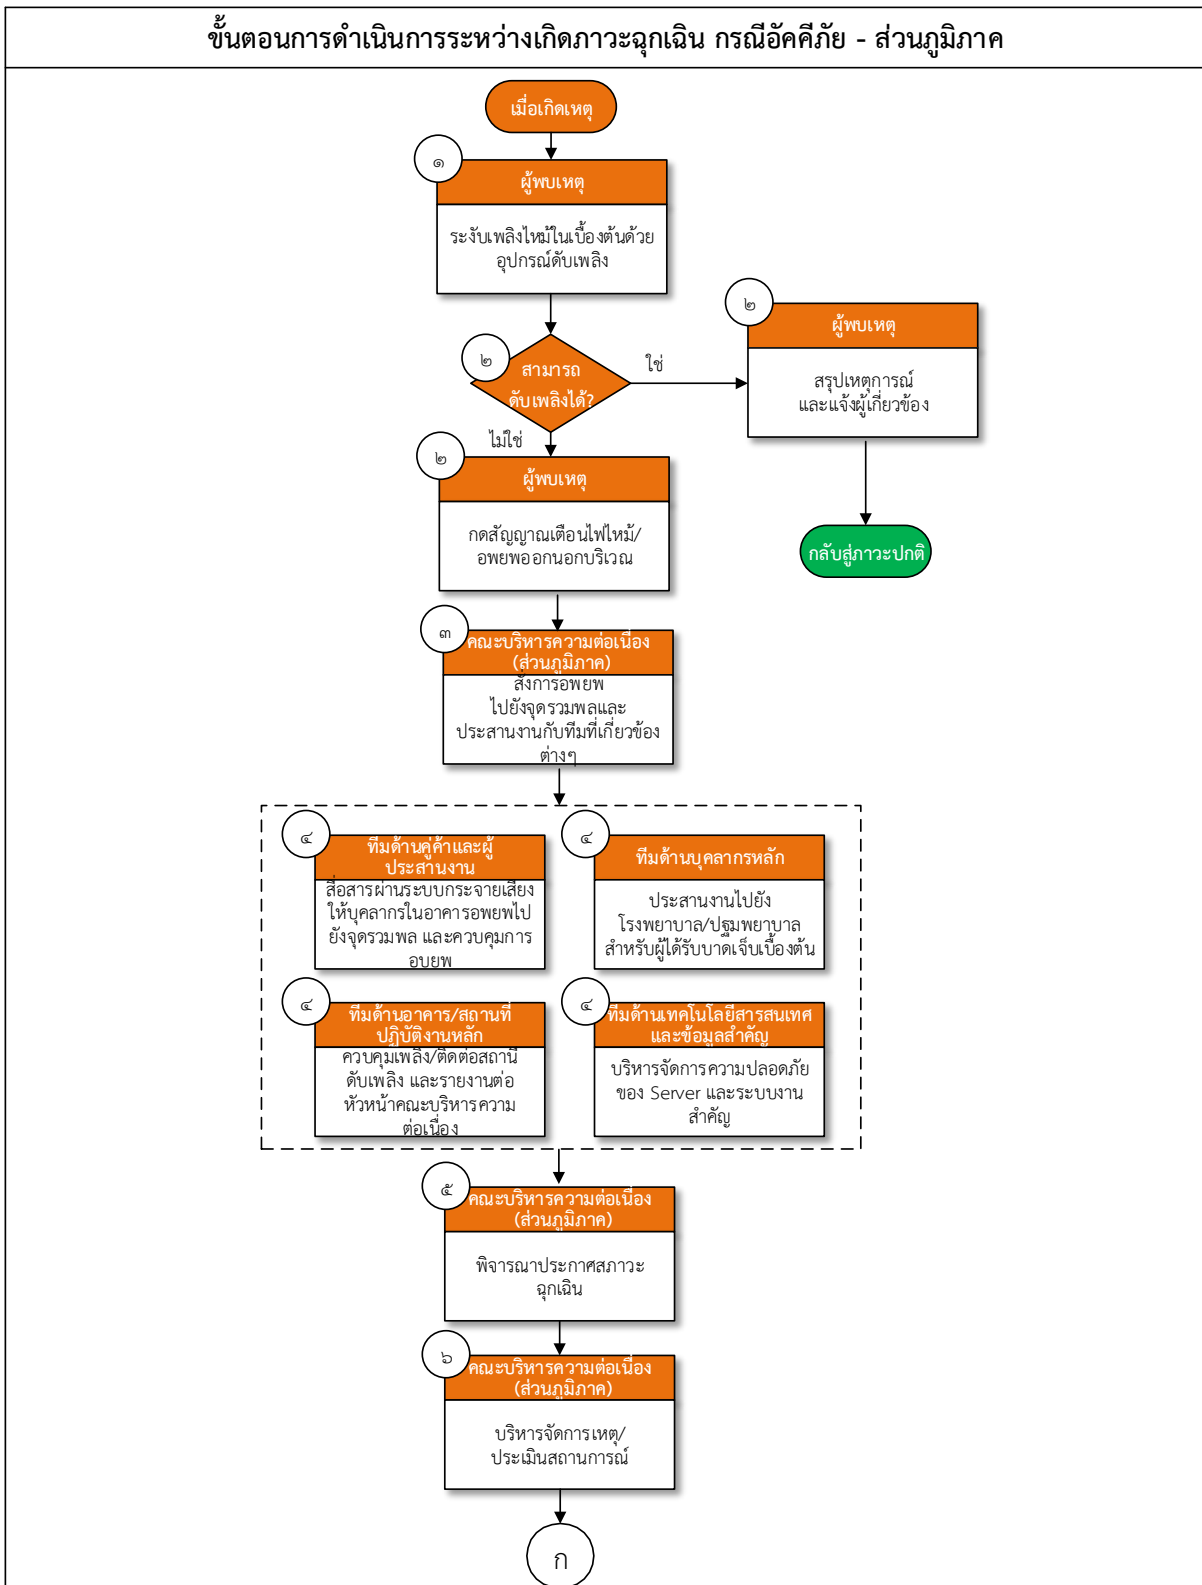 ขั้นตอนการดำเนินการระหว่างเกิดภาวะฉุกเฉิน กรณีอัคคีภัย - ส่วนภูมิภาค
เมื่อเกิดเหตุ
๑
ผู้พบเหตุ
ระงับเพลิงไหม้ในเบื้องต้นด้วย
อุปกรณ์ดับเพลิง
๒
สามารถ
ดับเพลิงได้?
ใช่
๒
ผู้พบเหตุ
สรุปเหตุการณ์
และแจ้งผู้เกี่ยวข้อง
กลับสู่ภาวะปกติ
ไม่ใช่
๒
ผู้พบเหตุ
กดสัญญาณเตือนไฟไหม้/
อพยพออกนอกบริเวณ
๓
คณะบริหารความต่อเนื่อง
(ส่วนภูมิภาค)
สั่งการอพยพ
ไปยังจุดรวมพลและ
ประสานงานกับทีมที่เกี่ยวข้อง
ต่างๆ
๔
ทีมด้านคู่ค้าและผู้
ประสานงาน
สื่อสารผ่านระบบกระจายเสียง
ให้บุคลากรในอาคารอพยพไป
ยังจุดรวมพล และควบคุมการ
อบยพ
๔
ทีมด้านบุคลากรหลัก
ประสานงานไปยัง
โรงพยาบาล/ปฐมพยาบาล
สำหรับผู้ได้รับบาดเจ็บเบื้องต้น
๔
ทีมด้านอาคาร/สถานที่
ปฏิบัติงานหลัก
ควบคุมเพลิง/ติดต่อสถานี
ดับเพลิง และรายงานต่อ
หัวหน้าคณะบริหารความ
ต่อเนื่อง
๔
ทีมด้านเทคโนโลยีสารสนเทศ
และข้อมูลสำคัญ
บริหารจัดการความปลอดภัย
ของ Server และระบบงาน
สำคัญ
๕
คณะบริหารความต่อเนื่อง
(ส่วนภูมิภาค)
พิจารณาประกาศสภาวะ
ฉุกเฉิน
๖
คณะบริหารความต่อเนื่อง
(ส่วนภูมิภาค)
บริหารจัดการเหตุ/
ประเมินสถานการณ์
ก